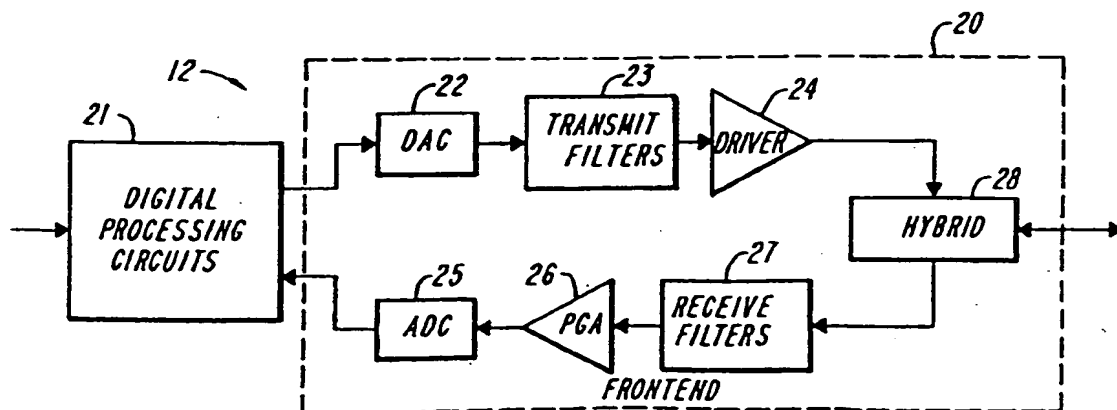 20
12
21
DIGITAL
PROCESSING
CIRCUITS
22
DAC
23
TRANSMIT
FILTERS
24
DRIVER
28
HYBRID
25
ADC
26
PGA
27
RECEIVE
FILTERS
FRONTEND